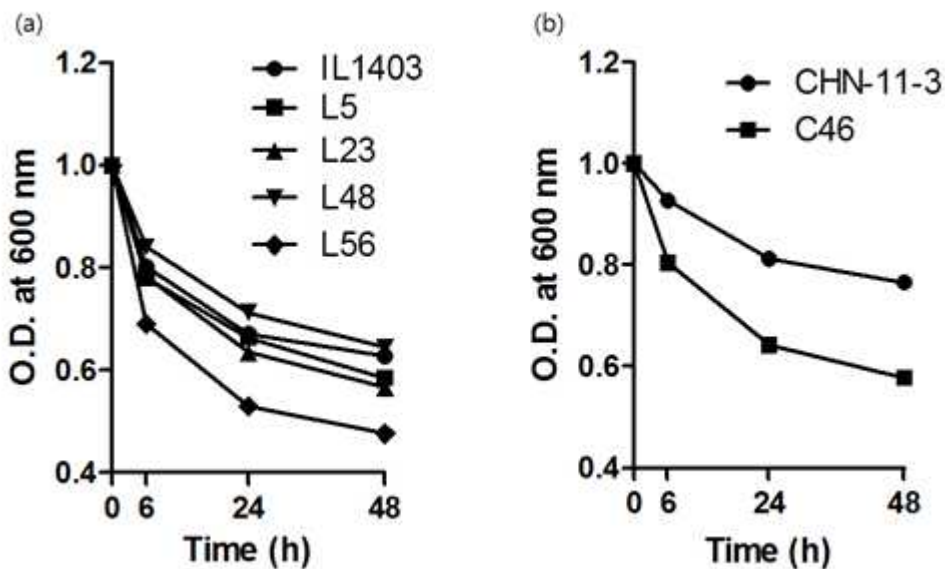 (a)
1.2
1.0
0.8
0.6
0.4
O.D. at 600 nm
IL1403
L5
L23
L48
L56
0 6 24 48
Time (h)
(b)
1.2
1.0
0.8
0.6
0.4
O.D. at 600 nm
CHN-11-3
C46
0 6 24 48
Time (h)